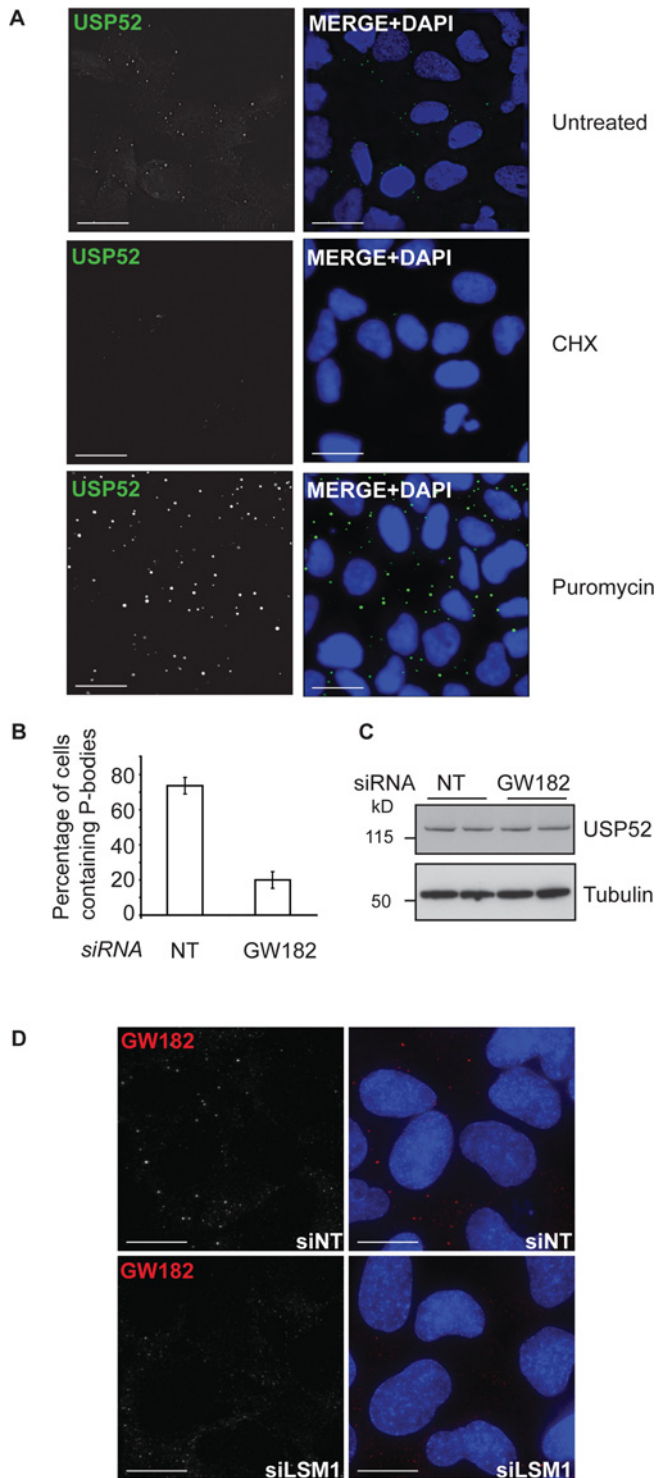 A
USP52 MERGE+DAPI
Untreated
USP52 MERGE+DAPI
CHX
USP52 MERGE+DAPI
Puromycin
B
Percentage of cells
containing P-bodies
80
60
40
20
0
siRNA NT GW182
C
siRNA NT GW182
kD
115 USP52
50 Tubulin
D
GW182
siNT siNT
GW182
siLSM1 siLSM1